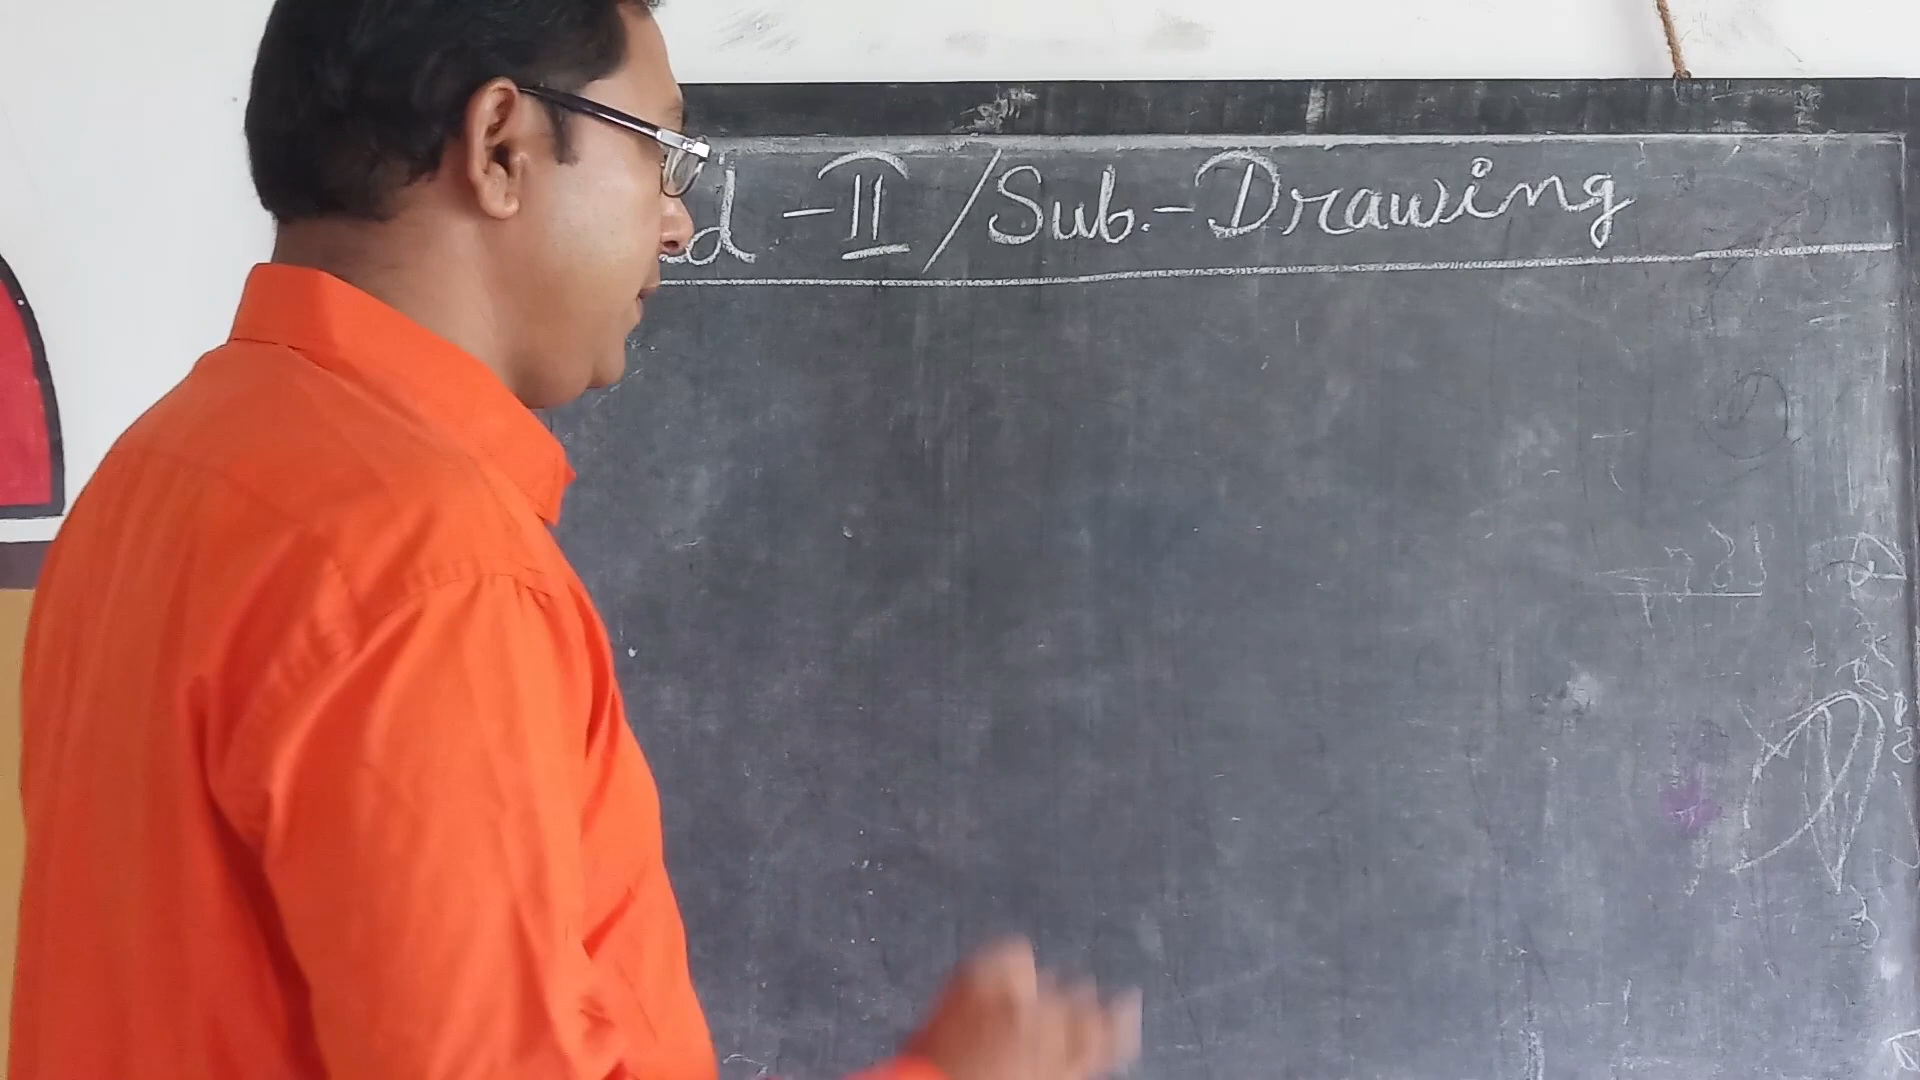 d - II / Sub. - Drawing